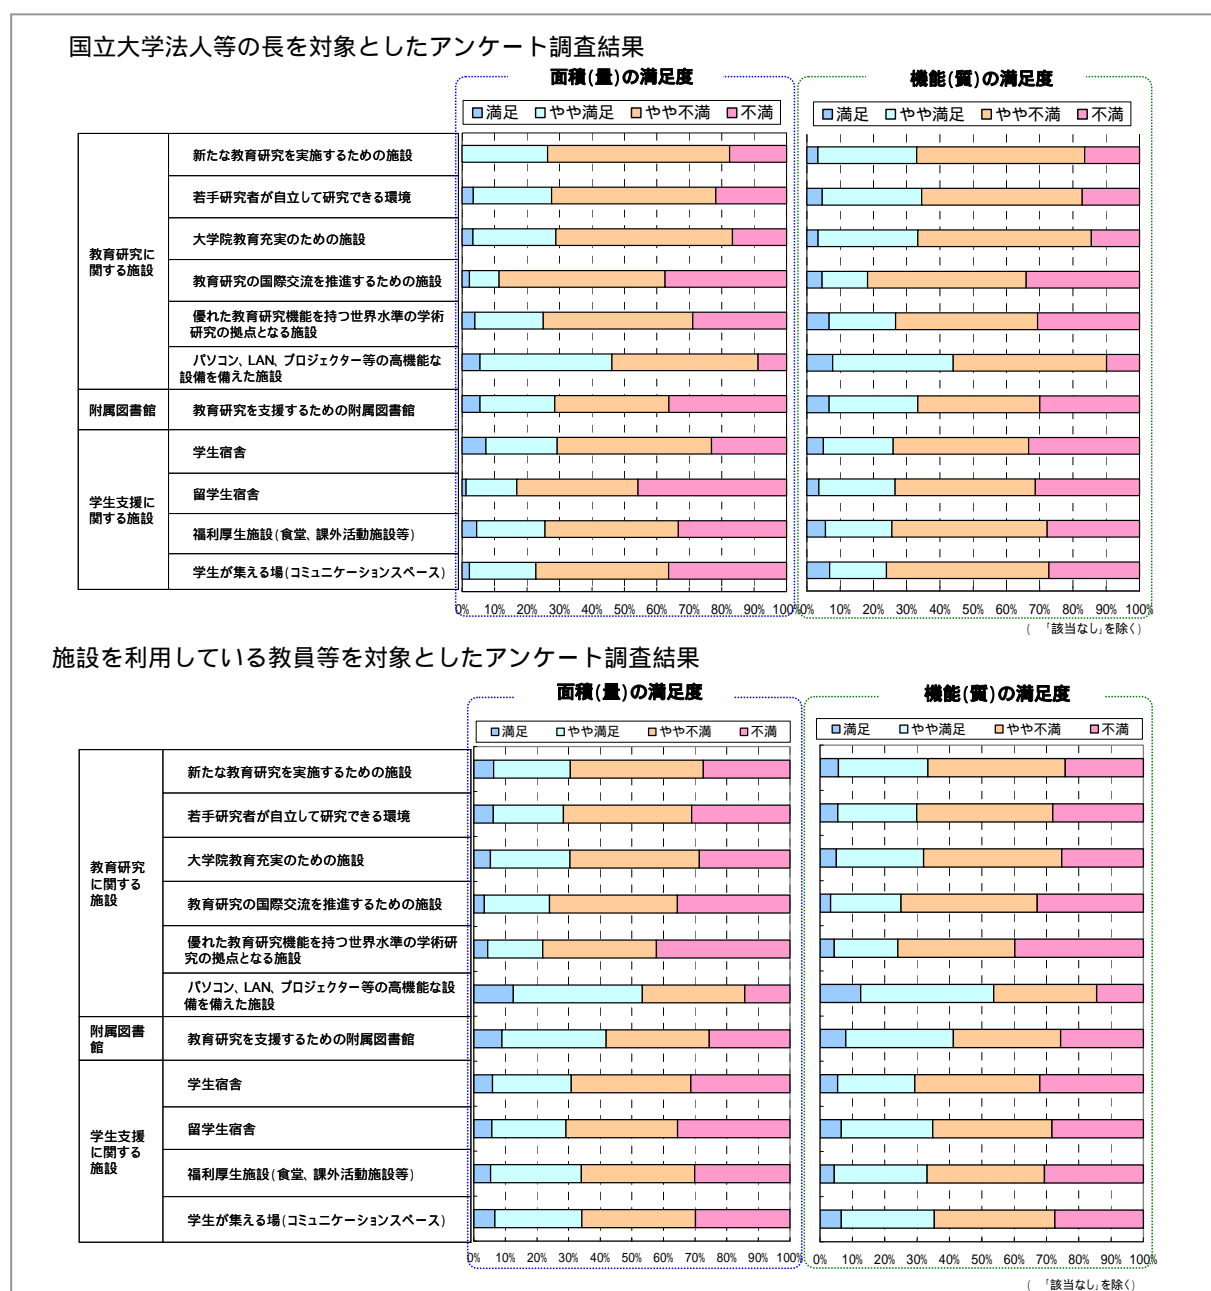 国立大学法人等の長を対象としたアンケート調査結果
面積(量)の満足度
機能(質)の満足度
満足 やや満足 やや不満 不満
満足 やや満足 やや不満 不満
教育研究に
関する施設
新たな教育研究を実施するための施設
若手研究者が自立して研究できる環境
大学院教育充実のための施設
教育研究の国際交流を推進するための施設
優れた教育研究機能を持つ世界水準の学術
研究の拠点となる施設
パソコン、LAN、プロジェクター等の高機能な
設備を備えた施設
附属図書館
教育研究を支援するための附属図書館
学生支援に
関する施設
学生宿舎
留学生宿舎
福利厚生施設(食堂、課外活動施設等)
学生が集える場(コミュニケーションスペース)
0% 10% 20% 30% 40% 50% 60% 70% 80% 90% 100%
0% 10% 20% 30% 40% 50% 60% 70% 80% 90% 100%
( 「該当なし」を除く)
施設を利用している教員等を対象としたアンケート調査結果
面積(量)の満足度
機能(質)の満足度
満足 やや満足 やや不満 不満
満足 やや満足 やや不満 不満
教育研究
に関する
施設
新たな教育研究を実施するための施設
若手研究者が自立して研究できる環境
大学院教育充実のための施設
教育研究の国際交流を推進するための施設
優れた教育研究機能を持つ世界水準の学術研
究の拠点となる施設
パソコン、LAN、プロジェクター等の高機能な設
備を備えた施設
附属図書
館
教育研究を支援するための附属図書館
学生支援
に関する
施設
学生宿舎
留学生宿舎
福利厚生施設(食堂、課外活動施設等)
学生が集える場(コミュニケーションスペース)
0% 10% 20% 30% 40% 50% 60% 70% 80% 90% 100%
0% 10% 20% 30% 40% 50% 60% 70% 80% 90% 100%
( 「該当なし」を除く)